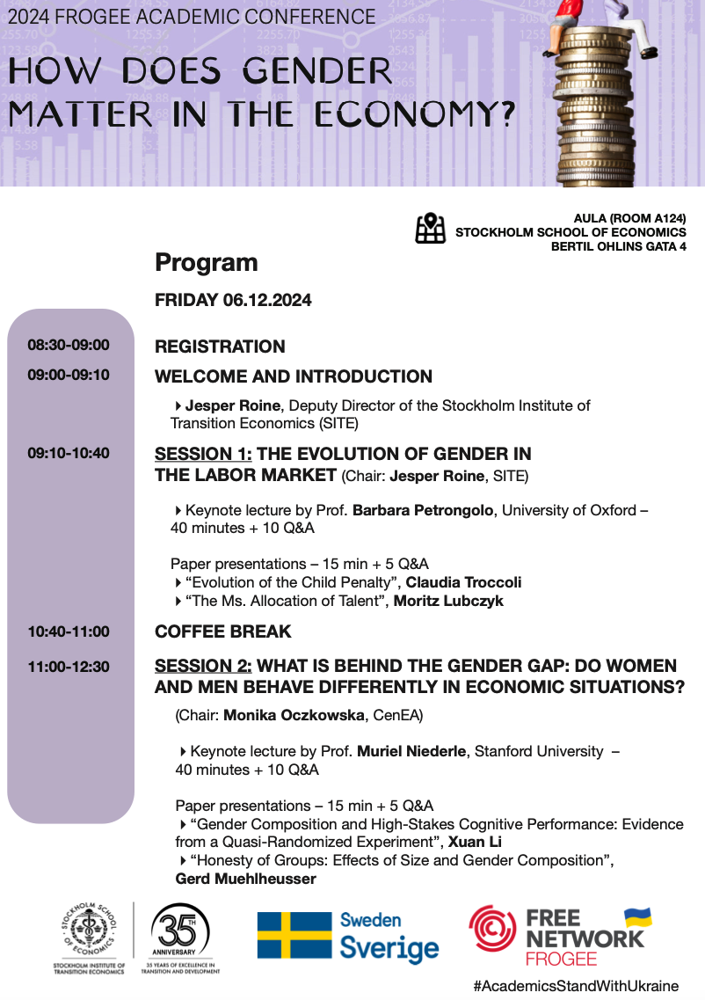 2024 FROGEE ACADEMIC CONFERENCE
HOW DOES GENDER
MATTER IN THE ECONOMY?
AULA (ROOM A124)
STOCKHOLM SCHOOL OF ECONOMICS
BERTIL OHLINS GATA 4
Program
FRIDAY 06.12.2024
08:30-09:00 REGISTRATION
09:00-09:10 WELCOME AND INTRODUCTION
Jesper Roine, Deputy Director of the Stockholm Institute of
Transition Economics (SITE)
09:10-10:40 SESSION 1: THE EVOLUTION OF GENDER IN
THE LABOR MARKET (Chair: Jesper Roine, SITE)
Keynote lecture by Prof. Barbara Petrongolo, University of Oxford –
40 minutes + 10 Q&A
Paper presentations – 15 min + 5 Q&A
“Evolution of the Child Penalty”, Claudia Troccoli
“The Ms. Allocation of Talent”, Moritz Lubczyk
10:40-11:00 COFFEE BREAK
11:00-12:30 SESSION 2: WHAT IS BEHIND THE GENDER GAP: DO WOMEN
AND MEN BEHAVE DIFFERENTLY IN ECONOMIC SITUATIONS?
(Chair: Monika Oczkowska, CenEA)
Keynote lecture by Prof. Muriel Niederle, Stanford University –
40 minutes + 10 Q&A
Paper presentations – 15 min + 5 Q&A
“Gender Composition and High-Stakes Cognitive Performance: Evidence
from a Quasi-Randomized Experiment”, Xuan Li
“Honesty of Groups: Effects of Size and Gender Composition”,
Gerd Muehlheusser
STOCKHOLM SCHOOL OF ECONOMICS
STOCKHOLM INSTITUTE OF
TRANSITION ECONOMICS
35TH
ANNIVERSARY
35 YEARS OF EXCELLENCE IN
TRANSITION AND DEVELOPMENT
Sweden
Sverige
FREE
NETWORK
FROGEE
#AcademicsStandWithUkraine